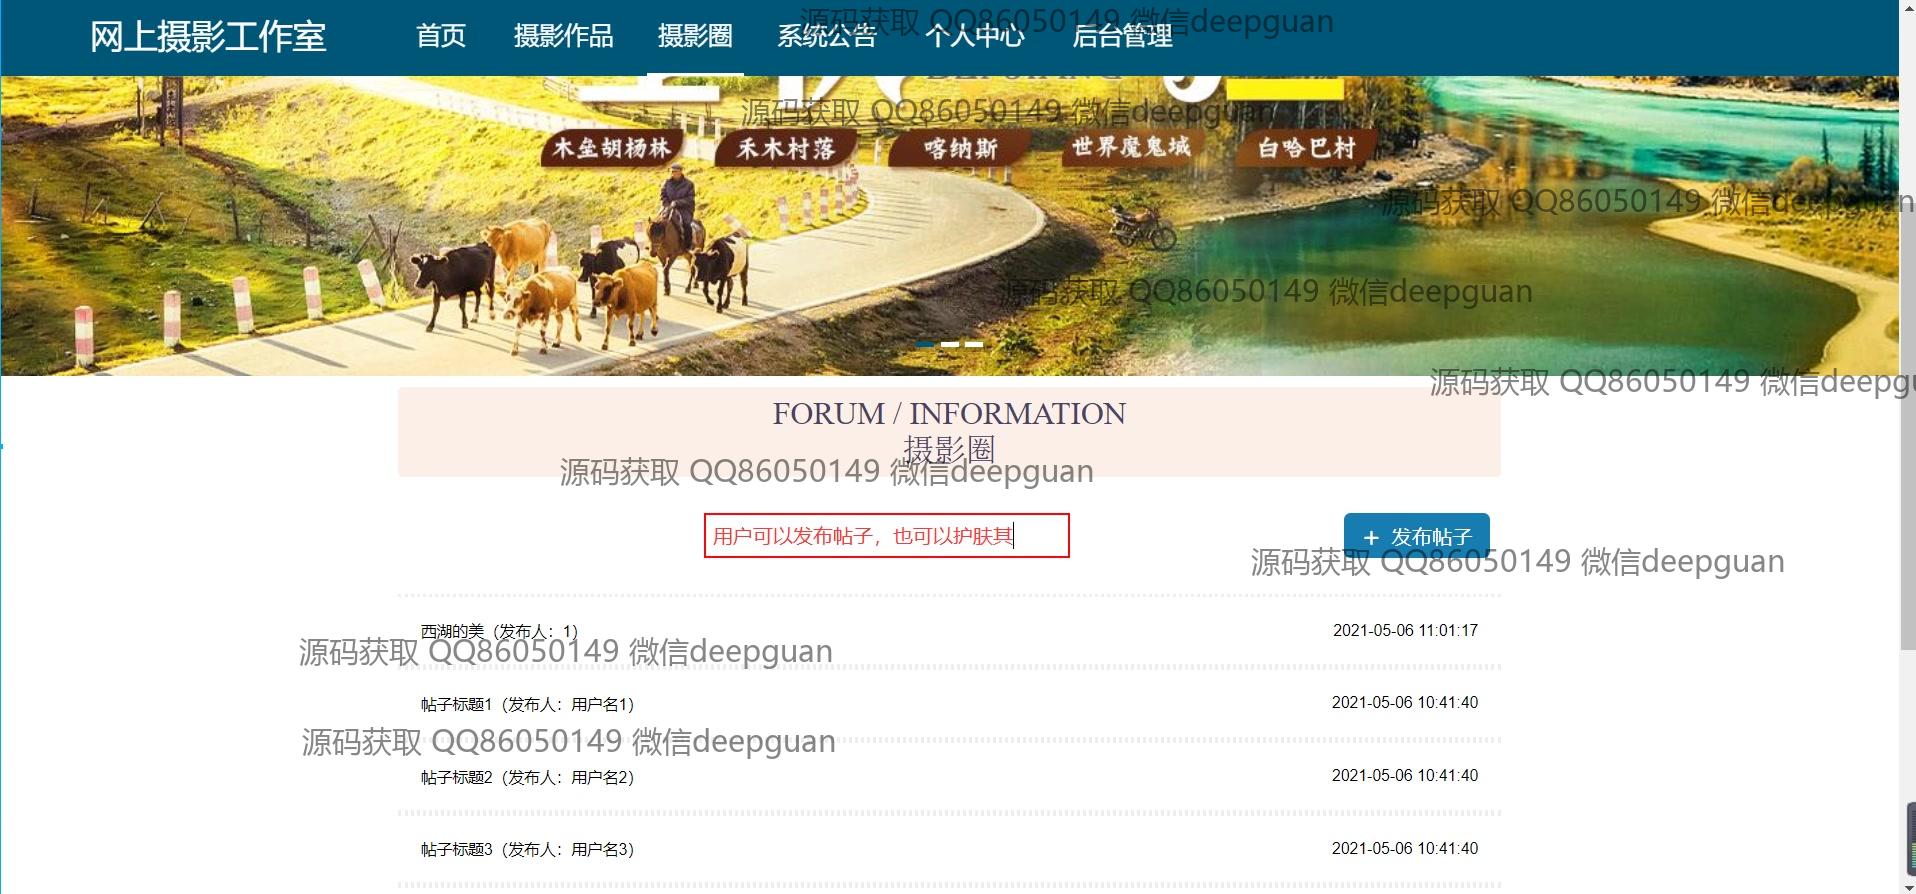 网上摄影工作室
首页 摄影作品 摄影圈 系统公告 个人中心 后台管理
源码获取 QQ86050149 微信deepguan
源码获取 QQ86050149 微信deepguan
木垒胡杨林 禾木村落 喀纳斯 世界魔鬼城 白哈巴村
源码获取 QQ86050149 微信deepguan
源码获取 QQ86050149 微信deepguan
源码获取 QQ86050149 微信deepgu
FORUM / INFORMATION
摄影圈
源码获取 QQ86050149 微信deepguan
用户可以发布帖子，也可以护肤其
+ 发布帖子
源码获取 QQ86050149 微信deepguan
西湖的美（发布人：1） 2021-05-06 11:01:17
源码获取 QQ86050149 微信deepguan
帖子标题1（发布人：用户名1） 2021-05-06 10:41:40
源码获取 QQ86050149 微信deepguan
帖子标题2（发布人：用户名2） 2021-05-06 10:41:40
帖子标题3（发布人：用户名3） 2021-05-06 10:41:40